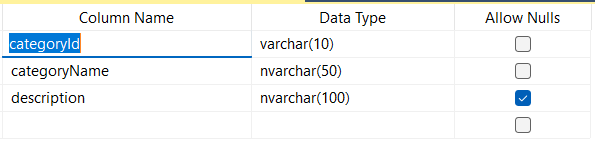 Column Name Data Type Allow Nulls
categoryId varchar(10)
categoryName nvarchar(50)
description nvarchar(100)